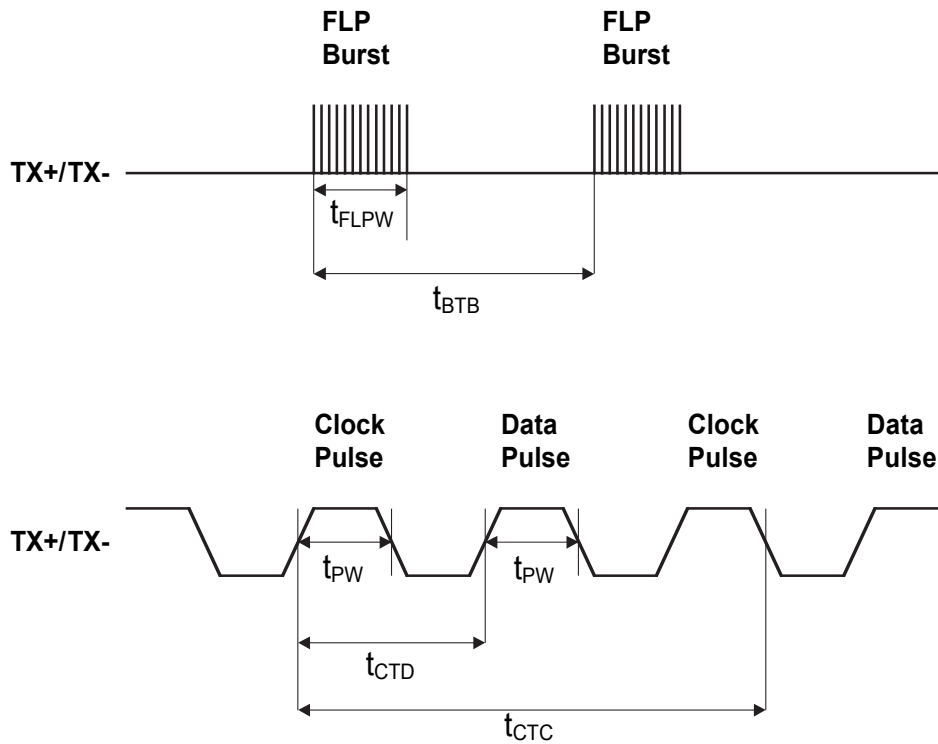 FLP
Burst
FLP
Burst
TX+/TX-
tFLPW
tBTB
Clock
Pulse
Data
Pulse
Clock
Pulse
Data
Pulse
TX+/TX-
tPW
tPW
tCTD
tCTC